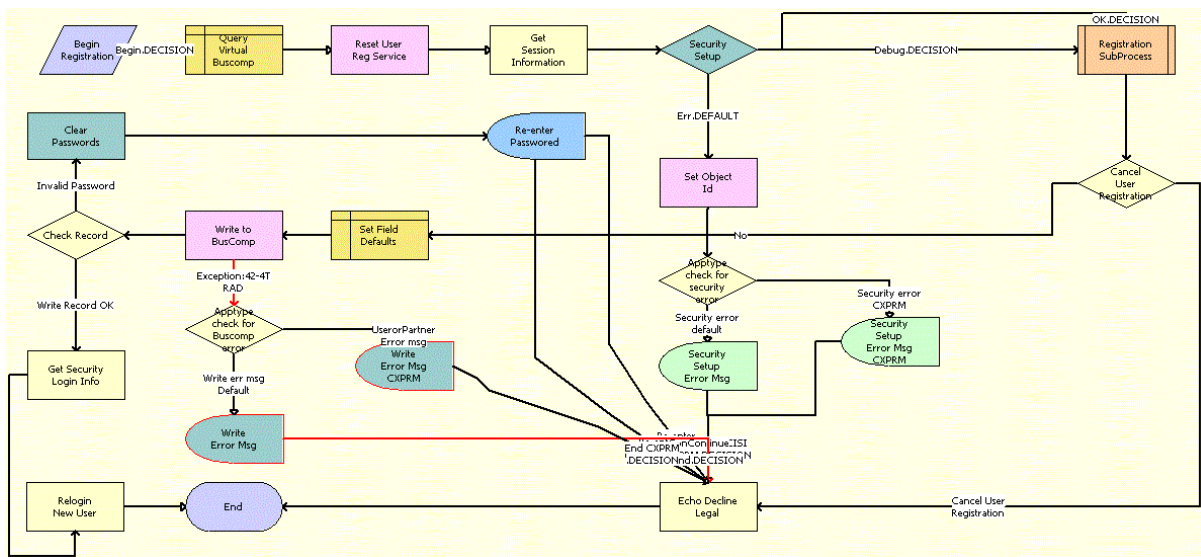 Begin
Registration
Begin.DECISION
Query
Virtual
Buscomp
Reset User
Reg Service
Get
Session
Information
Security
Setup
Debug.DECISION
OK.DECISION
Registration
SubProcess
Clear
Passwords
Re-enter
Passwored
Err.DEFAULT
Invalid Password
Set Object
Id
Cancel
User
Registration
Check Record
Write to
BusComp
Set Field
Defaults
No
Exception:42-4T
RAD
Apptype
check for
security
error
Security error
CXPRM
Write Record OK
Apptype
check for
Buscomp
error
UserorPartner
Error msg
Security error
default
Security
Setup
Error Msg
CXPRM
Get Security
Login Info
Write
Error Msg
CXPRM
Security
Setup
Error Msg
Write err msg
Default
Write
Error Msg
End CXPRM
.DECISION
Relogin
New User
End
Echo Decline
Legal
Cancel User
Registration